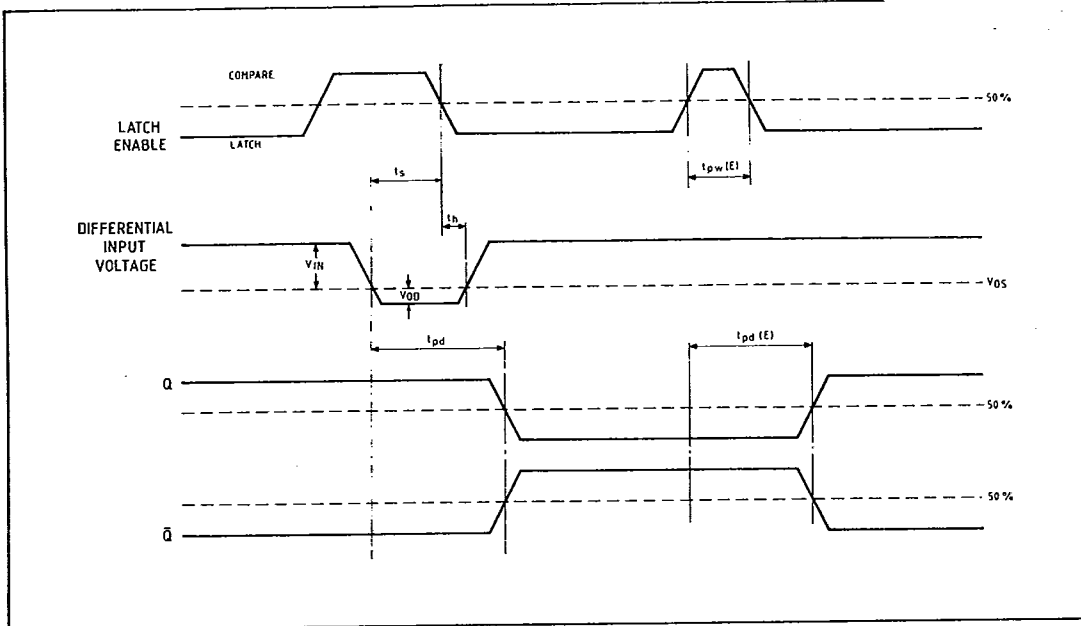 COMPARE
50%
LATCH
ENABLE
LATCH
ts
tpw(E)
th
DIFFERENTIAL
INPUT
VOLTAGE
VIN
VOD
VOS
tpd
tpd(E)
Q
50%
50%
Q̄